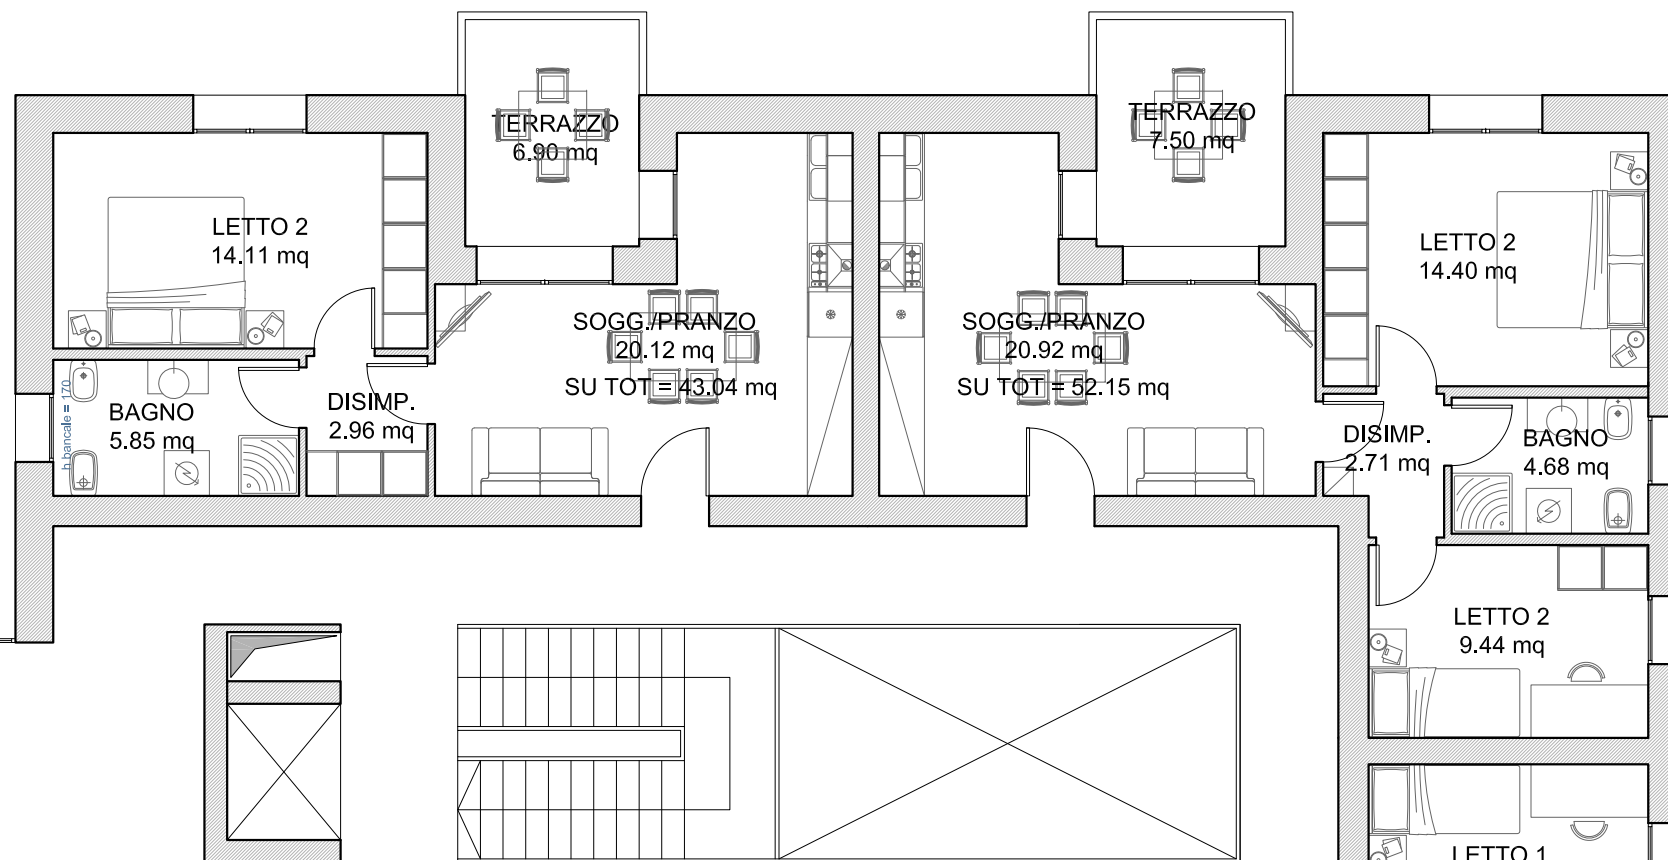 TERRAZZO
6.90 mq
TERRAZZO
7.50 mq
LETTO 2
14.11 mq
LETTO 2
14.40 mq
SOGG./PRANZO
20.12 mq
SU TOT = 43.04 mq
SOGG./PRANZO
20.92 mq
SU TOT = 52.15 mq
h bancale = 170
BAGNO
5.85 mq
DISIMP.
2.96 mq
DISIMP.
2.71 mq
BAGNO
4.68 mq
LETTO 2
9.44 mq
LETTO 1